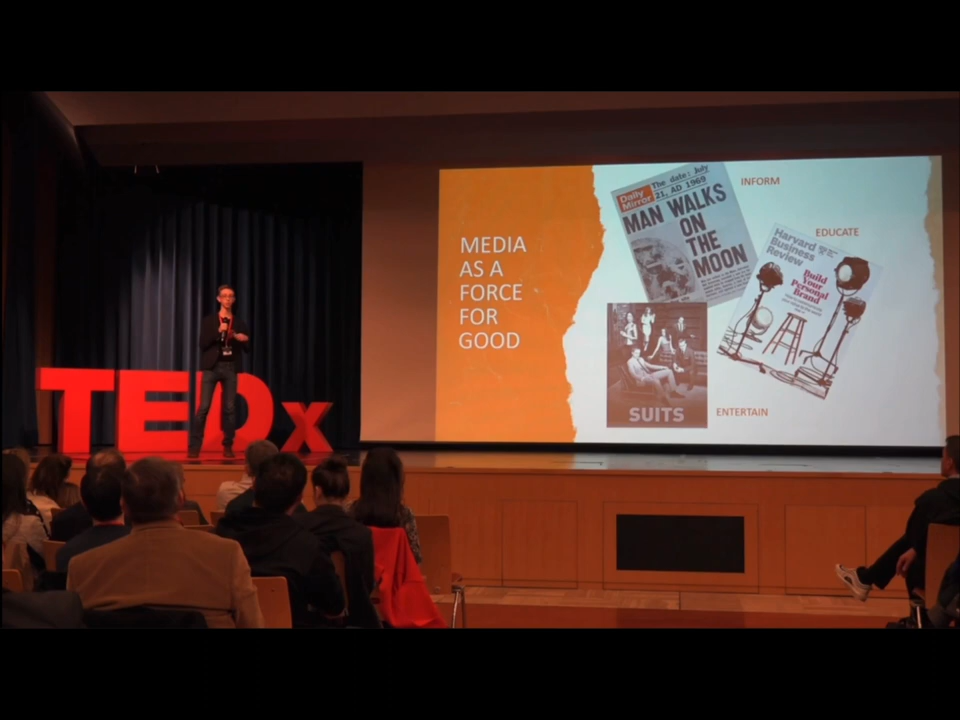 TEDx
MEDIA
AS A
FORCE
FOR
GOOD
Daily
Mirror
The date: July
21, AD 1969
MAN WALKS
ON
THE
MOON
INFORM
EDUCATE
Harvard
Business
Review
Build
Your
Personal
Brand
SUITS
ENTERTAIN